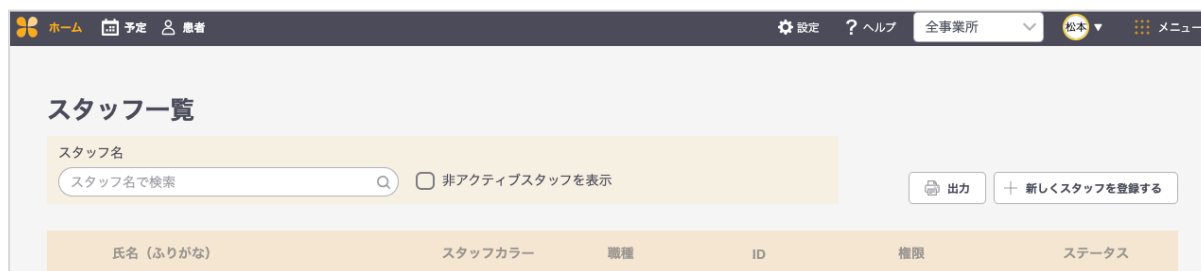 ホーム 予定 患者 設定 ? ヘルプ 全事業所 松本 ▼ メニュー
スタッフ一覧
スタッフ名
スタッフ名で検索 非アクティブスタッフを表示
出力 + 新しくスタッフを登録する
氏名（ふりがな） スタッフカラー 職種 ID 権限 ステータス